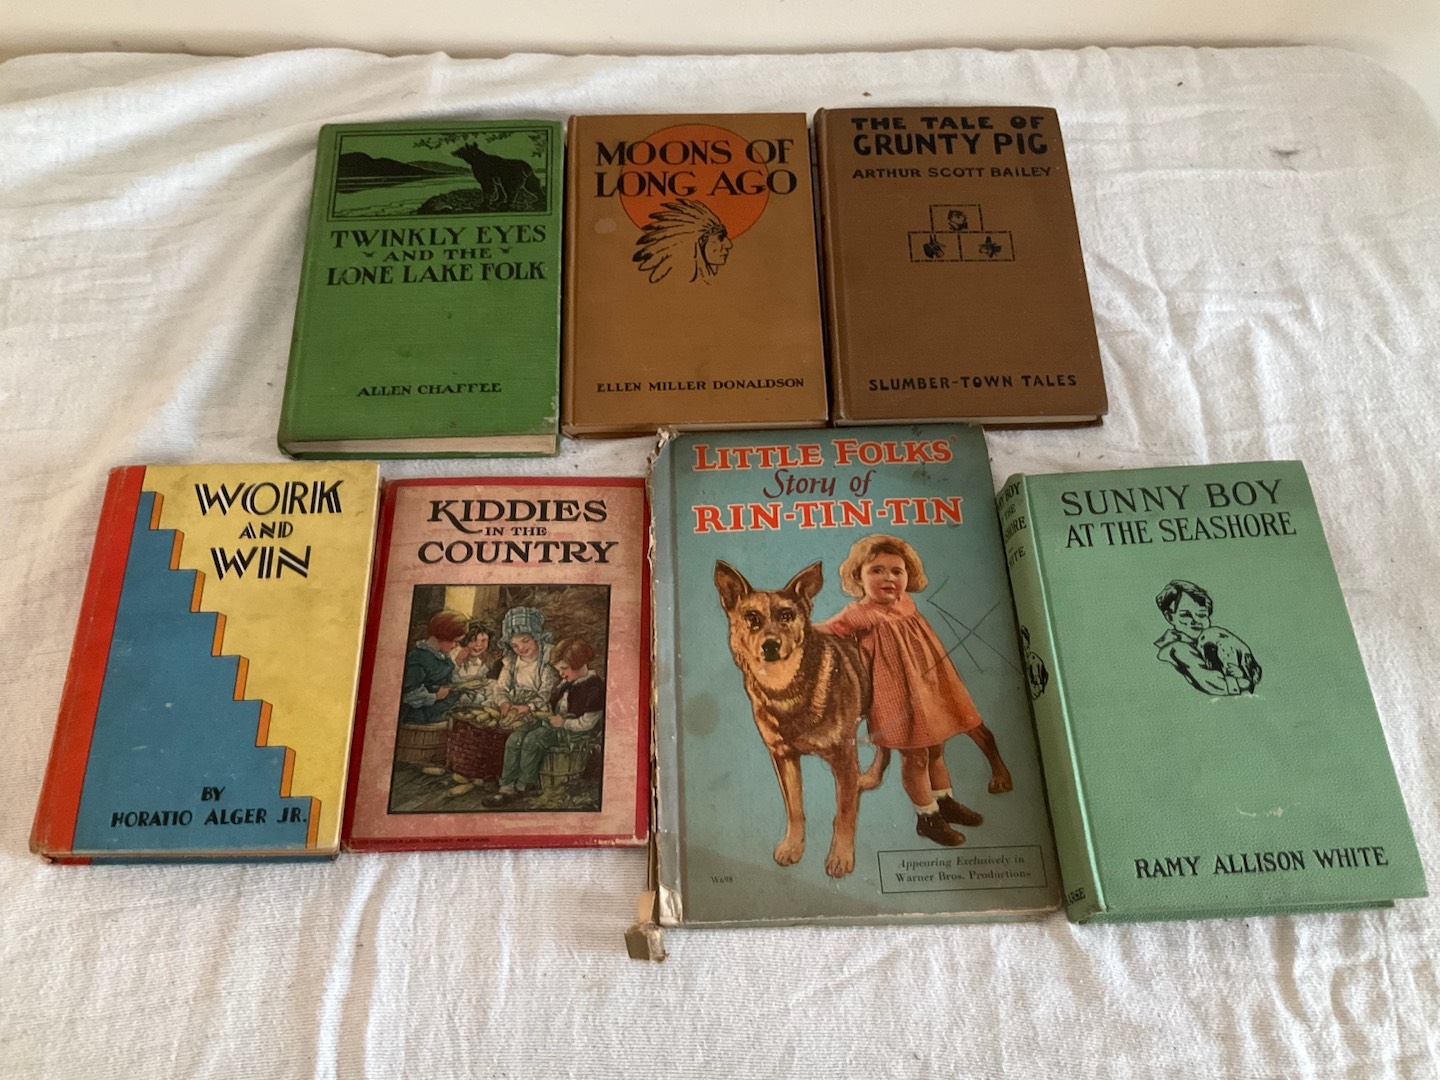 TWINKLY EYES
AND THE
LONE LAKE FOLK
ALLEN CHAFFEE
MOONS OF
LONG AGO
ELLEN MILLER DONALDSON
THE TALE OF
GRUNTY PIG
ARTHUR SCOTT BAILEY
SLUMBER-TOWN TALES
WORK
AND
WIN
BY
HORATIO ALGER JR.
KIDDIES
IN THE
COUNTRY
LITTLE FOLKS'
Story of
RIN-TIN-TIN
W698
Appearing Exclusively in
Warner Bros. Productions
SUNNY BOY
AT THE SEASHORE
RAMY ALLISON WHITE